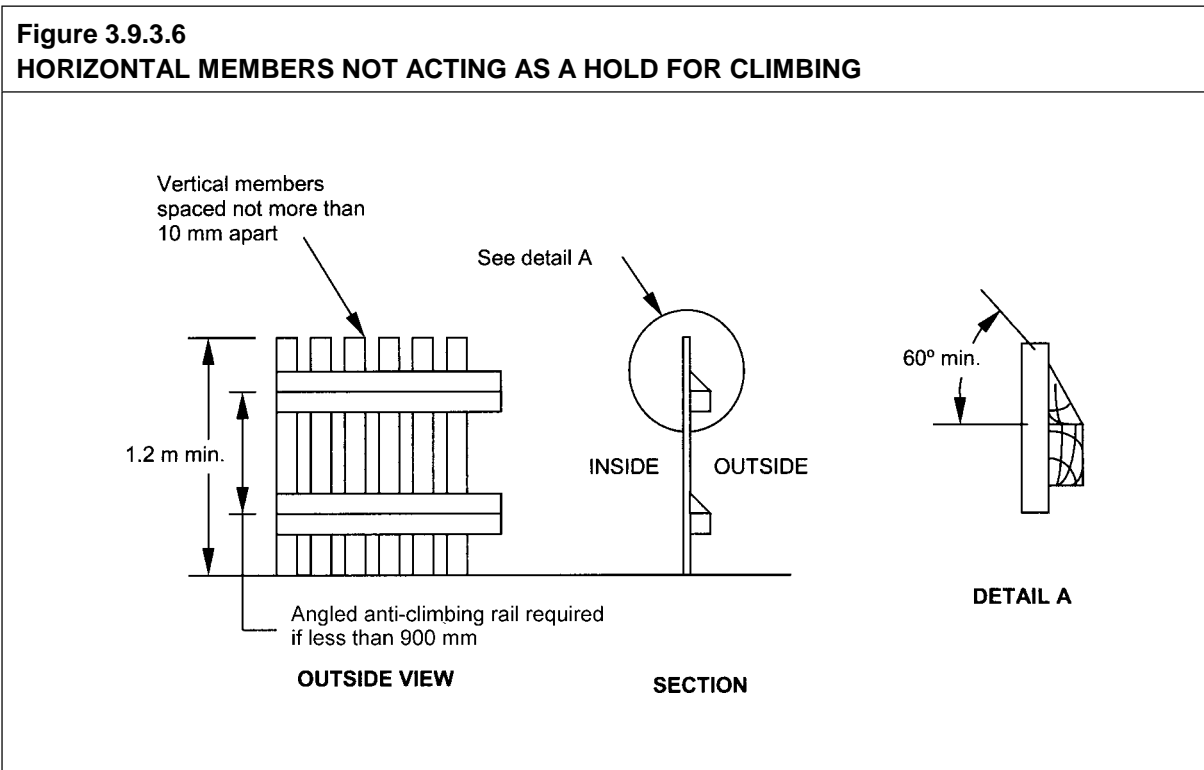 Figure 3.9.3.6
HORIZONTAL MEMBERS NOT ACTING AS A HOLD FOR CLIMBING
Vertical members
spaced not more than
10 mm apart
See detail A
60º min.
1.2 m min.
INSIDE
OUTSIDE
Angled anti-climbing rail required
if less than 900 mm
DETAIL A
OUTSIDE VIEW
SECTION